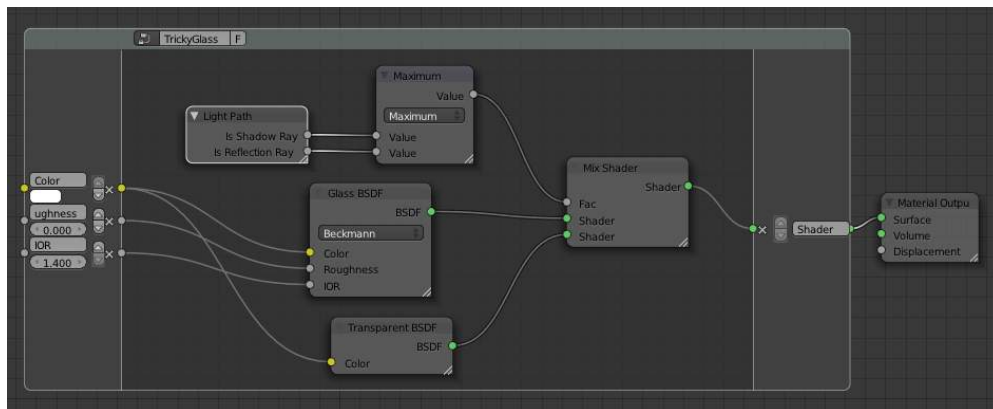 TrickyGlass F
Maximum
Value
Maximum
Value
Value
Light Path
Is Shadow Ray
Is Reflection Ray
Color
ughness
0.000
IOR
1.400
Glass BSDF
BSDF
Beckmann
Color
Roughness
IOR
Transparent BSDF
BSDF
Color
Mix Shader
Shader
Fac
Shader
Shader
Shader
Material Outpu
Surface
Volume
Displacement